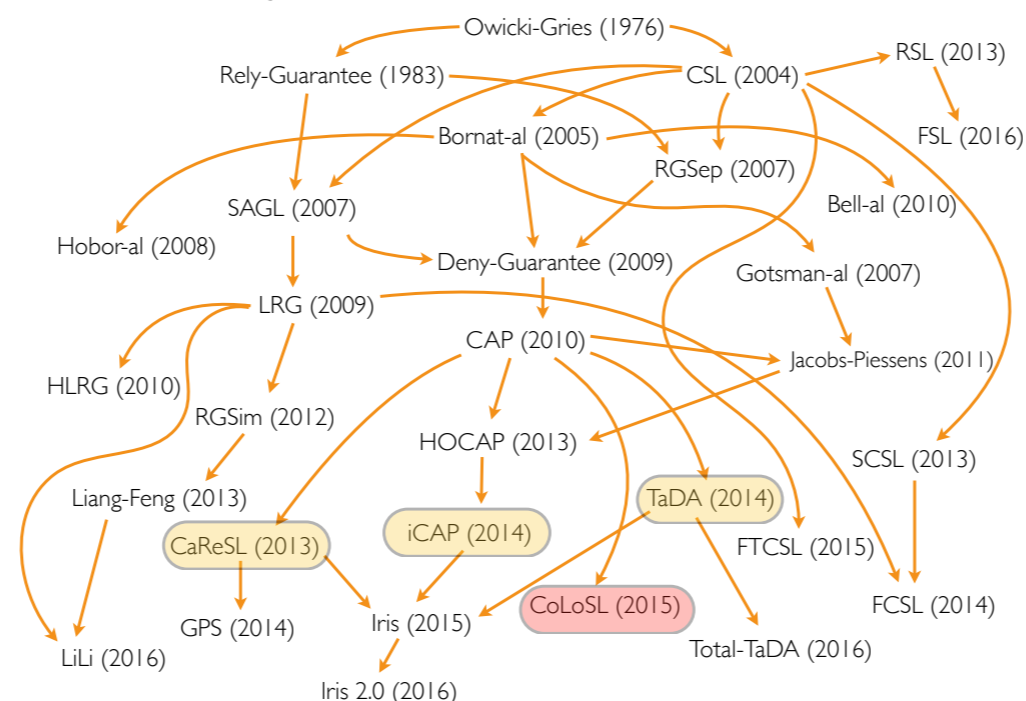 Owicki-Gries (1976)
RSL (2013)
Rely-Guarantee (1983)
CSL (2004)
Bornat-al (2005)
FSL (2016)
RGSep (2007)
SAGL (2007)
Bell-al (2010)
Hobor-al (2008)
Deny-Guarantee (2009)
Gotsman-al (2007)
LRG (2009)
CAP (2010)
Jacobs-Piessens (2011)
HLRG (2010)
RGSim (2012)
HOCAP (2013)
SCSL (2013)
Liang-Feng (2013)
TaDA (2014)
iCAP (2014)
CaReSL (2013)
FTCSL (2015)
CoLoSL (2015)
FCSL (2014)
GPS (2014)
Iris (2015)
Total-TaDA (2016)
LiLi (2016)
Iris 2.0 (2016)